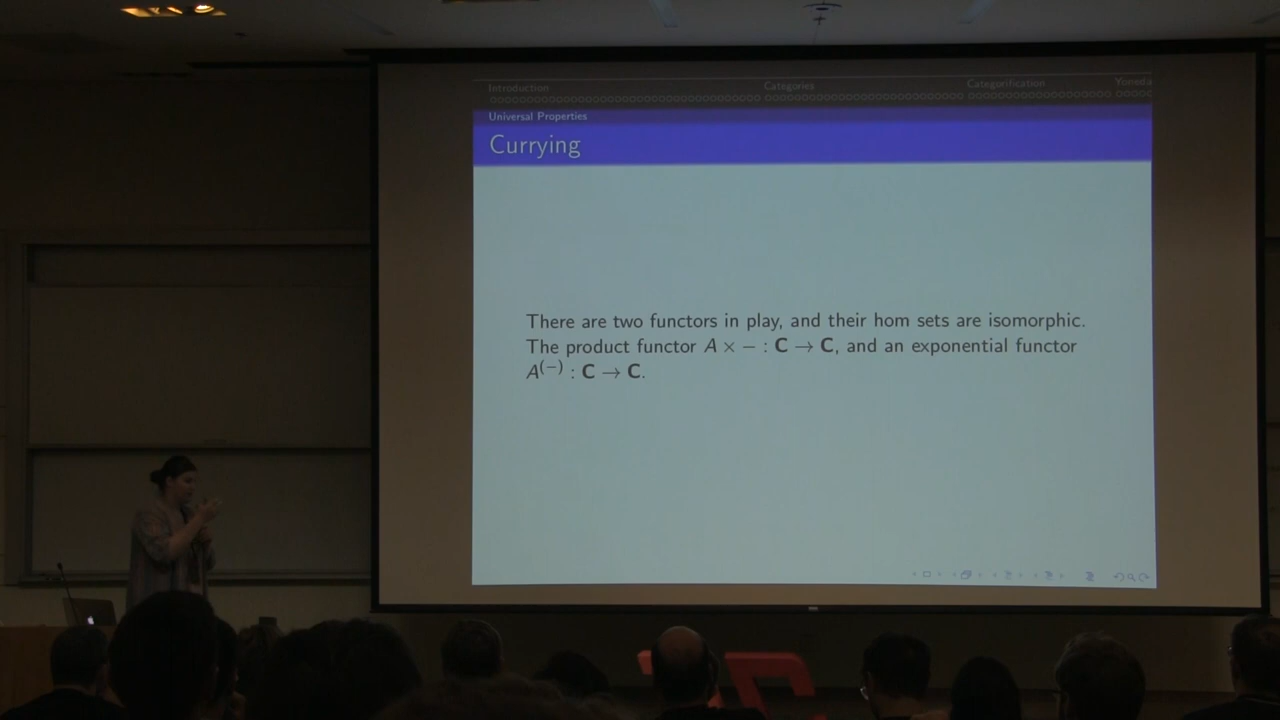 Introduction Categories Categorification Yoneda
Universal Properties
Currying
There are two functors in play, and their hom sets are isomorphic.
The product functor A × − : C → C, and an exponential functor
A⁽⁻⁾ : C → C.